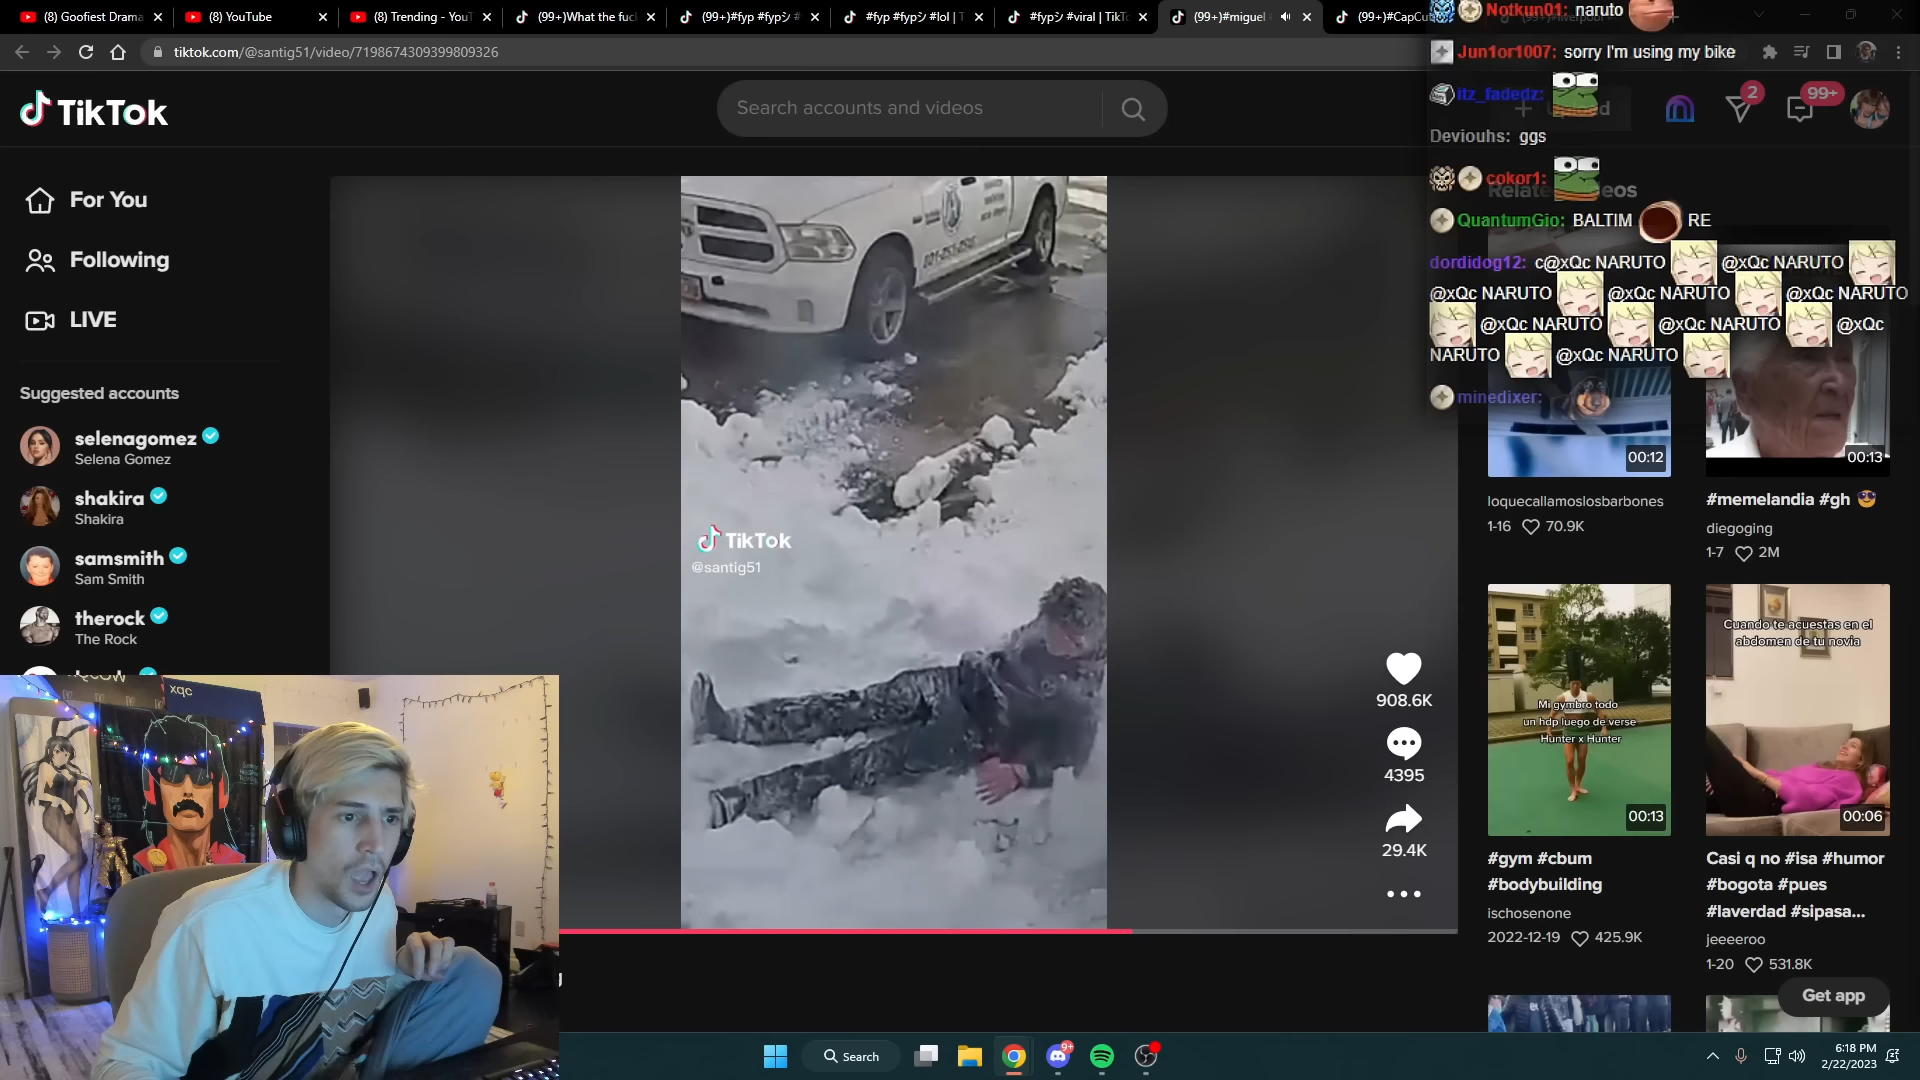 (8) Goofiest Drama
(8) YouTube
(8) Trending - YouT
(99+)What the fuc
(99+)#fyp #fypシ #
#fyp #fypシ #lol | T
#fypシ #viral | TikTo
(99+)#miguel
(99+)#CapCut
tiktok.com/@santig51/video/7198674309399809326
TikTok
Search accounts and videos
2
99+
For You
Following
LIVE
Suggested accounts
selenagomez
Selena Gomez
shakira
Shakira
samsmith
Sam Smith
therock
The Rock
xqc
TikTok
@santig51
908.6K
4395
29.4K
Notkun01: naruto
Jun1or1007: sorry I'm using my bike
itz_fadedz:
Deviouhs: ggs
cokor1:
QuantumGio: BALTIM RE
dordidog12: c@xQc NARUTO @xQc NARUTO
@xQc NARUTO @xQc NARUTO @xQc NARUTO
@xQc NARUTO @xQc NARUTO @xQc
NARUTO @xQc NARUTO
minedixer:
00:12
loquecallamoslosbarbones
1-16 70.9K
00:13
#memelandia #gh 😎
diegoging
1-7 2M
Mi gymbro todo
un hdp luego de verse
Hunter x Hunter
00:13
#gym #cbum
#bodybuilding
ischosenone
2022-12-19 425.9K
Cuando te acuestas en el
abdomen de tu novia
00:06
Casi q no #isa #humor
#bogota #pues
#laverdad #sipasa...
jeeeeroo
1-20 531.8K
Get app
Search
9+
6:18 PM
2/22/2023